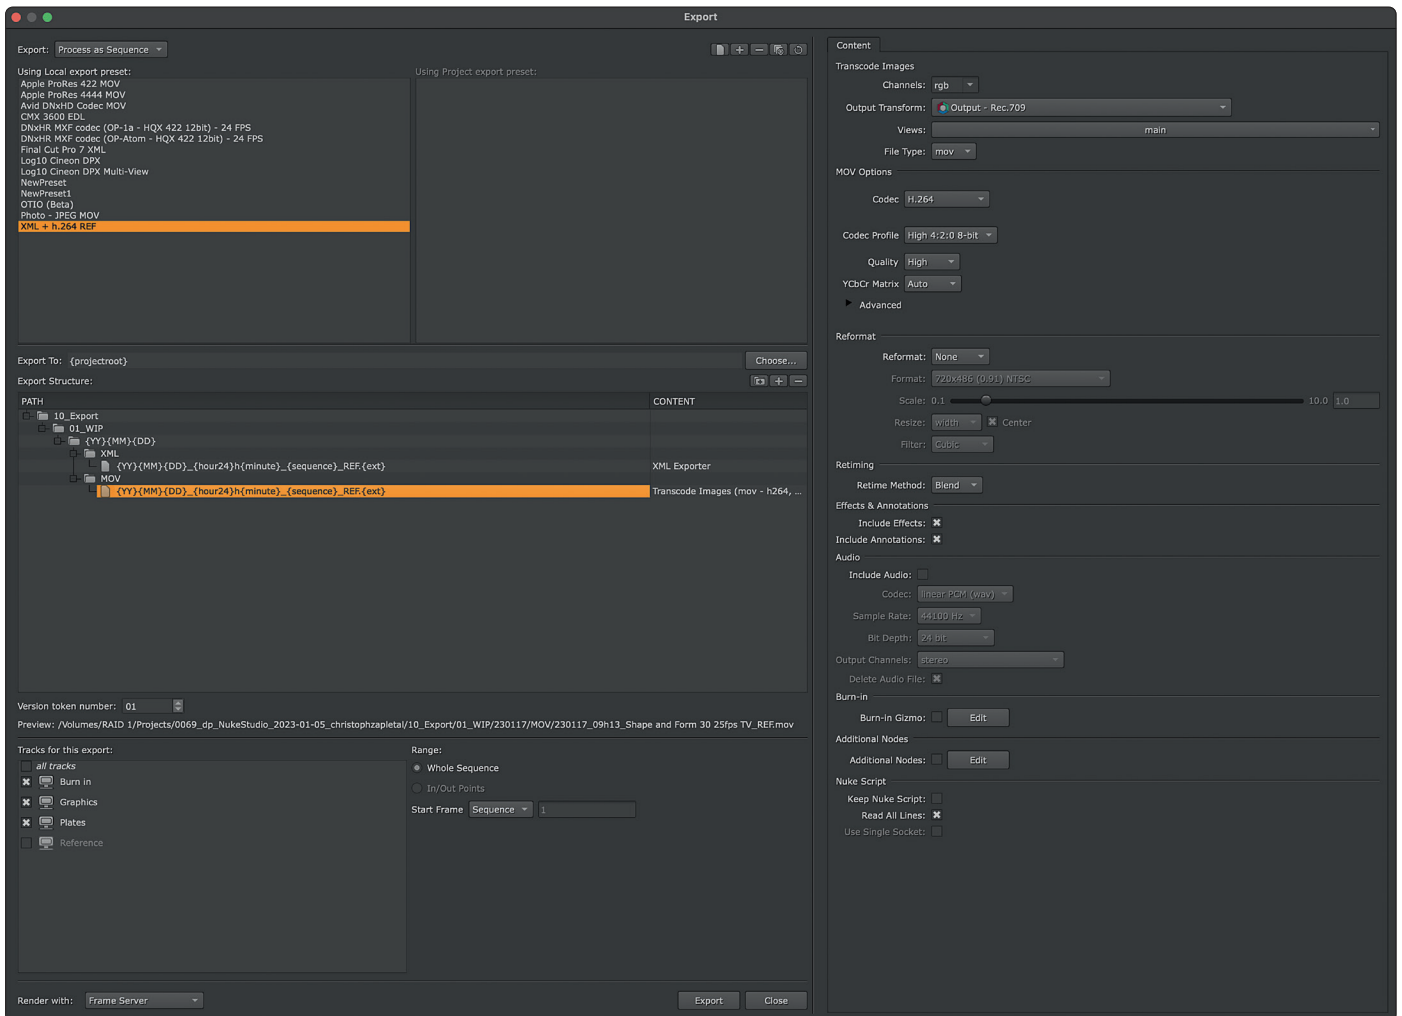 Export
Export: Process as Sequence
Using Local export preset:
Apple ProRes 422 MOV
Apple ProRes 4444 MOV
Avid DNxHD Codec MOV
CMX 3600 EDL
DNxHR MXF codec (OP-1a - HQX 422 12bit) - 24 FPS
DNxHR MXF codec (OP-Atom - HQX 422 12bit) - 24 FPS
Final Cut Pro 7 XML
Log10 Cineon DPX
Log10 Cineon DPX Multi-View
NewPreset
NewPreset1
OTIO (Beta)
Photo - JPEG MOV
XML + h.264 REF
Using Project export preset:
Export To: {projectroot}
Choose...
Export Structure:
PATH CONTENT
10_Export
01_WIP
{YY}{MM}{DD}
XML
{YY}{MM}{DD}_{hour24}h{minute}_{sequence}_REF.{ext} XML Exporter
MOV
{YY}{MM}{DD}_{hour24}h{minute}_{sequence}_REF.{ext} Transcode Images (mov - h264, ...
Version token number: 01
Preview: /Volumes/RAID 1/Projects/0069_dp_NukeStudio_2023-01-05_christophzapletal/10_Export/01_WIP/230117/MOV/230117_09h13_Shape and Form 30 25fps TV_REF.mov
Tracks for this export:
all tracks
Burn in
Graphics
Plates
Reference
Range:
Whole Sequence
In/Out Points
Start Frame Sequence 1
Render with: Frame Server
Export Close
Content
Transcode Images
Channels: rgb
Output Transform: Output - Rec.709
Views: main
File Type: mov
MOV Options
Codec H.264
Codec Profile High 4:2:0 8-bit
Quality High
YCbCr Matrix Auto
Advanced
Reformat
Reformat: None
Format: 720x486 (0.91) NTSC
Scale: 0.1 10.0 1.0
Resize: width Center
Filter: Cubic
Retiming
Retime Method: Blend
Effects & Annotations
Include Effects:
Include Annotations:
Audio
Include Audio:
Codec: linear PCM (wav)
Sample Rate: 44100 Hz
Bit Depth: 24 bit
Output Channels: stereo
Delete Audio File:
Burn-in
Burn-in Gizmo: Edit
Additional Nodes
Additional Nodes: Edit
Nuke Script
Keep Nuke Script:
Read All Lines:
Use Single Socket: